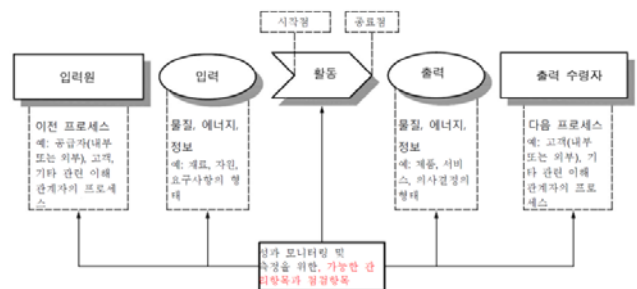 시작점
종료점
입력원
입력
활동
출력
출력 수령자
이전 프로세스
예: 공급자(내부
또는 외부), 고객,
기타 관련 이해
관계자의 프로세
스
물질, 에너지,
정보
예: 재료, 자원,
요구사항의 형
태
물질, 에너지,
정보
예: 제품, 서비
스, 의사결정의
형태
다음 프로세스
예: 고객(내부
또는 외부), 기
타 관련 이해
관계자의 프로
세스
성과 모니터링 및
측정을 위한, 가능한 관
리항목과 점검항목